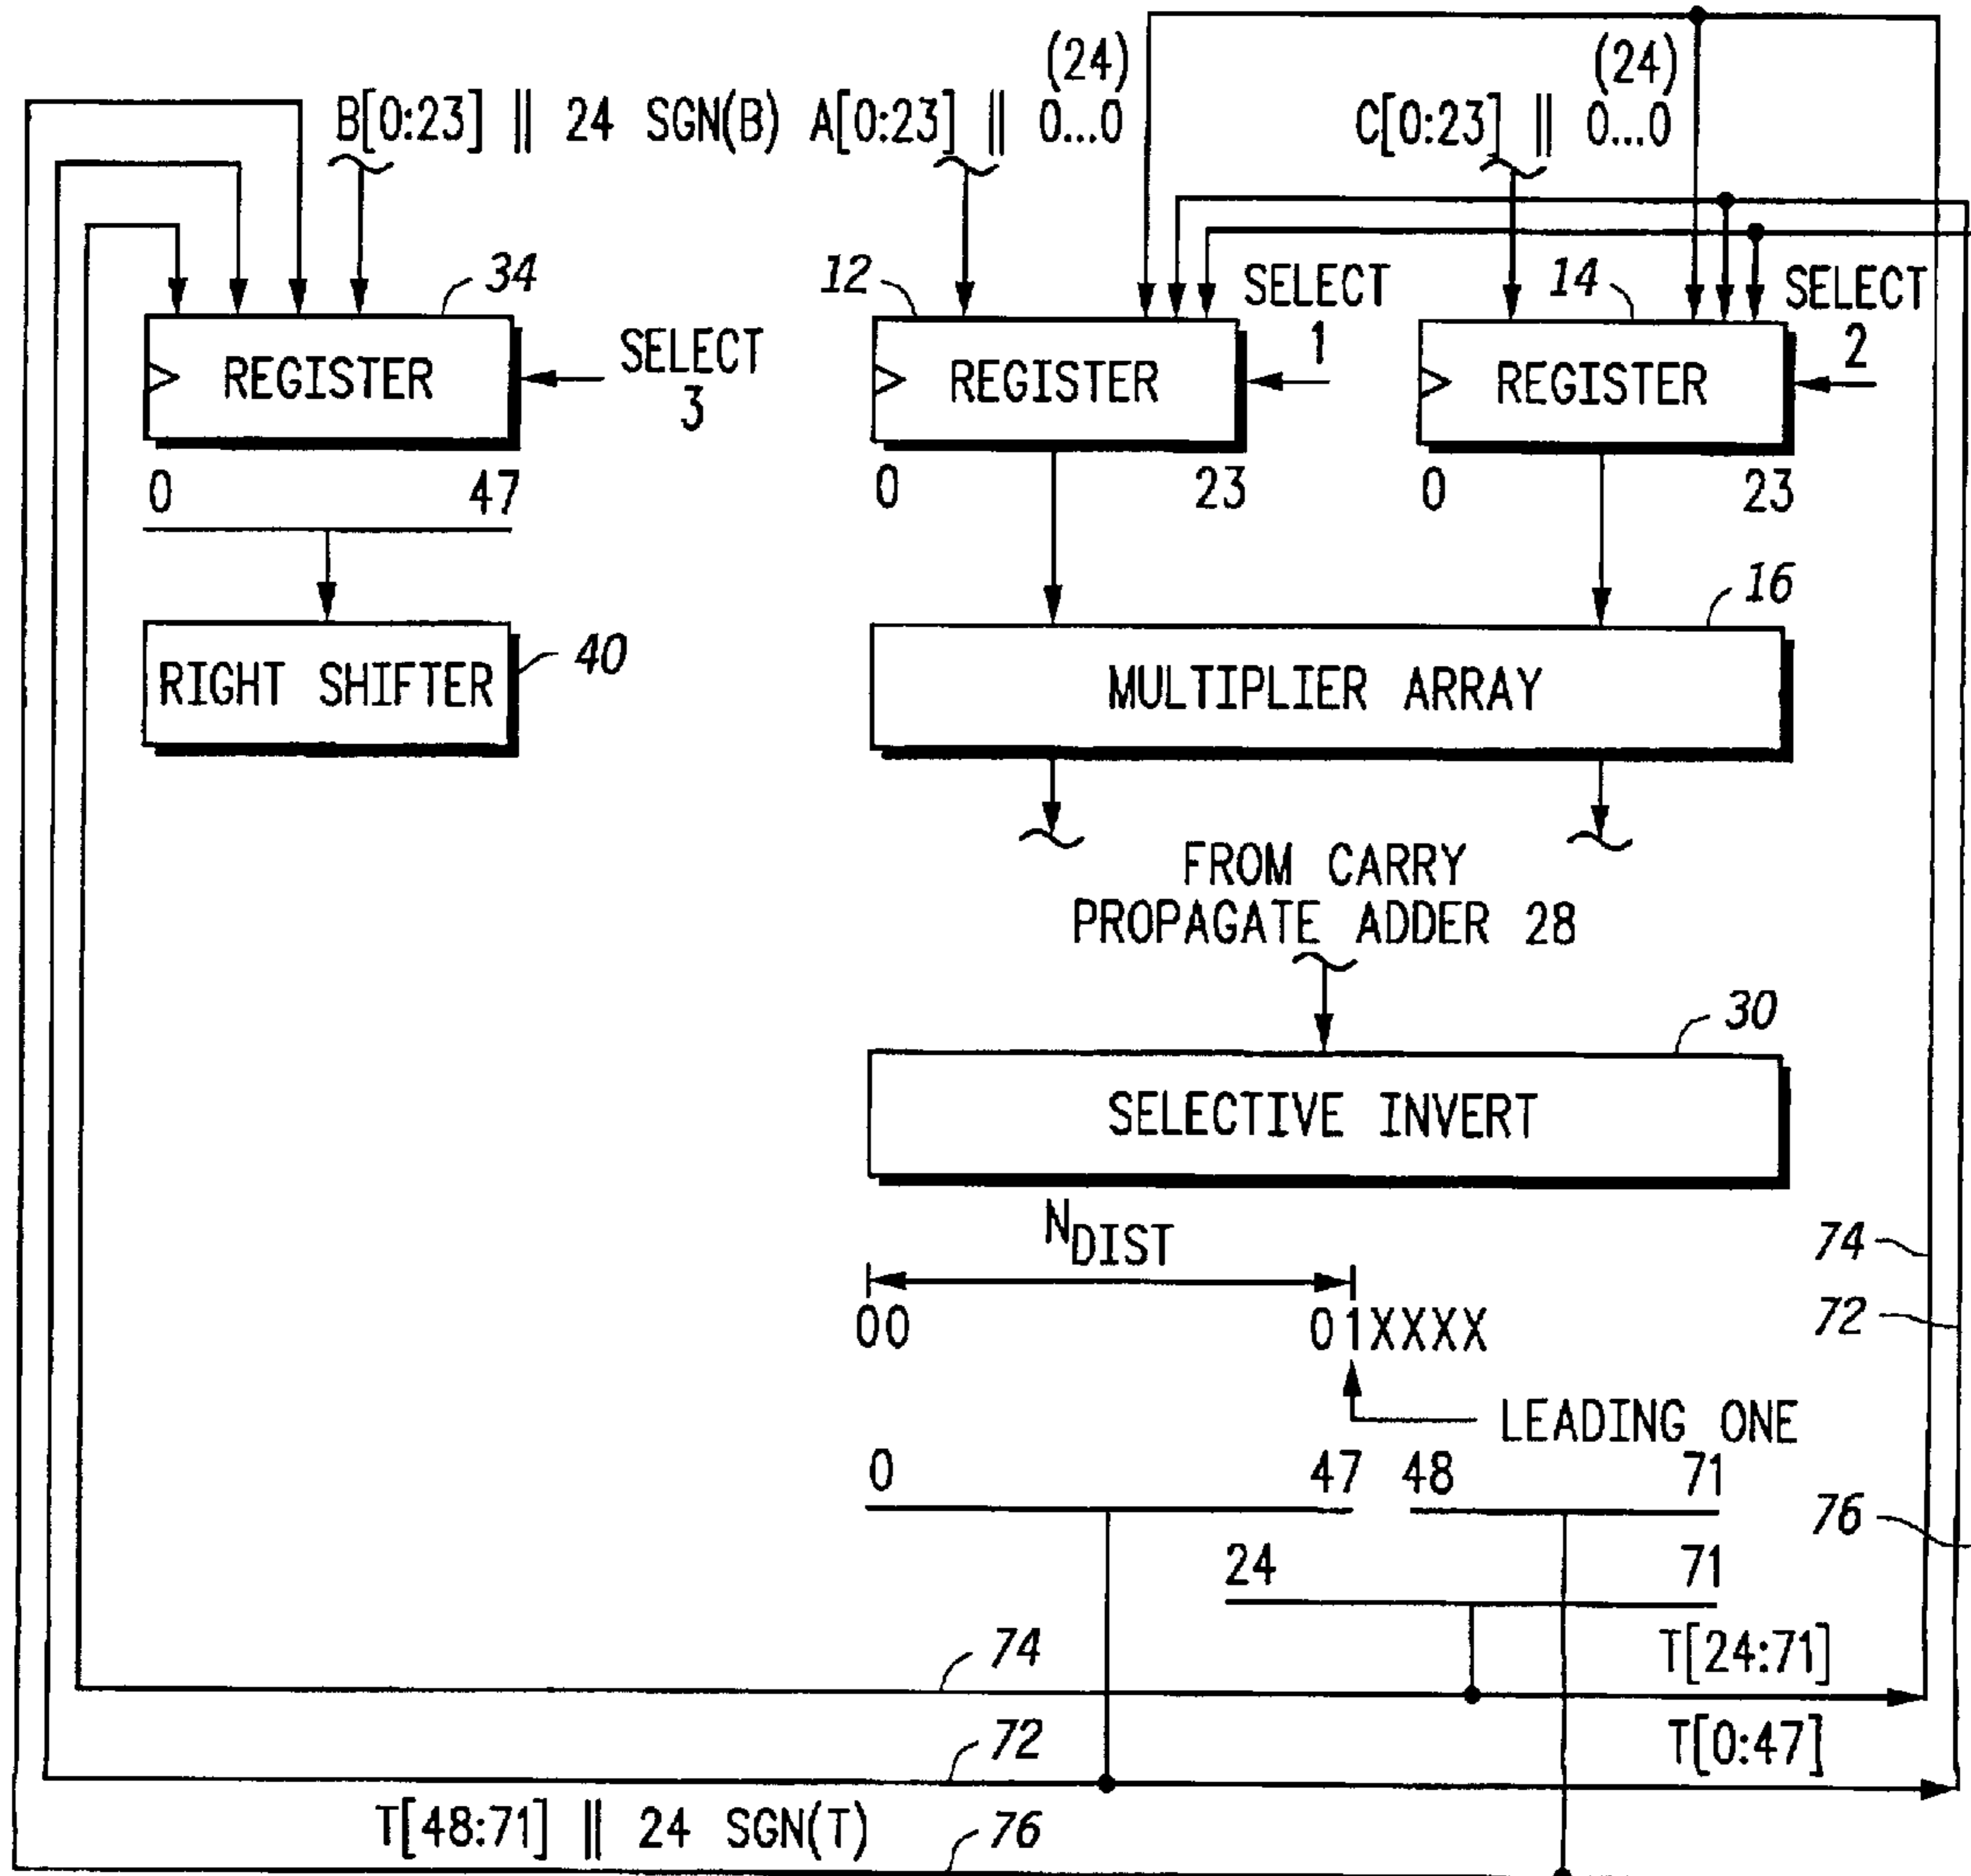 (24)
(24)
B[0:23] || 24 SGN(B) A[0:23] || 0...0
C[0:23] || 0...0
34
12
SELECT
1
14
SELECT
2
REGISTER
SELECT
3
REGISTER
REGISTER
0 47
0 23
0 23
16
RIGHT SHIFTER
40
MULTIPLIER ARRAY
FROM CARRY
PROPAGATE ADDER 28
30
SELECTIVE INVERT
NDIST
74
00
01XXXX
72
LEADING ONE
0 47 48 71
76
24 71
74
T[24:71]
72
T[0:47]
T[48:71] || 24 SGN(T)
76